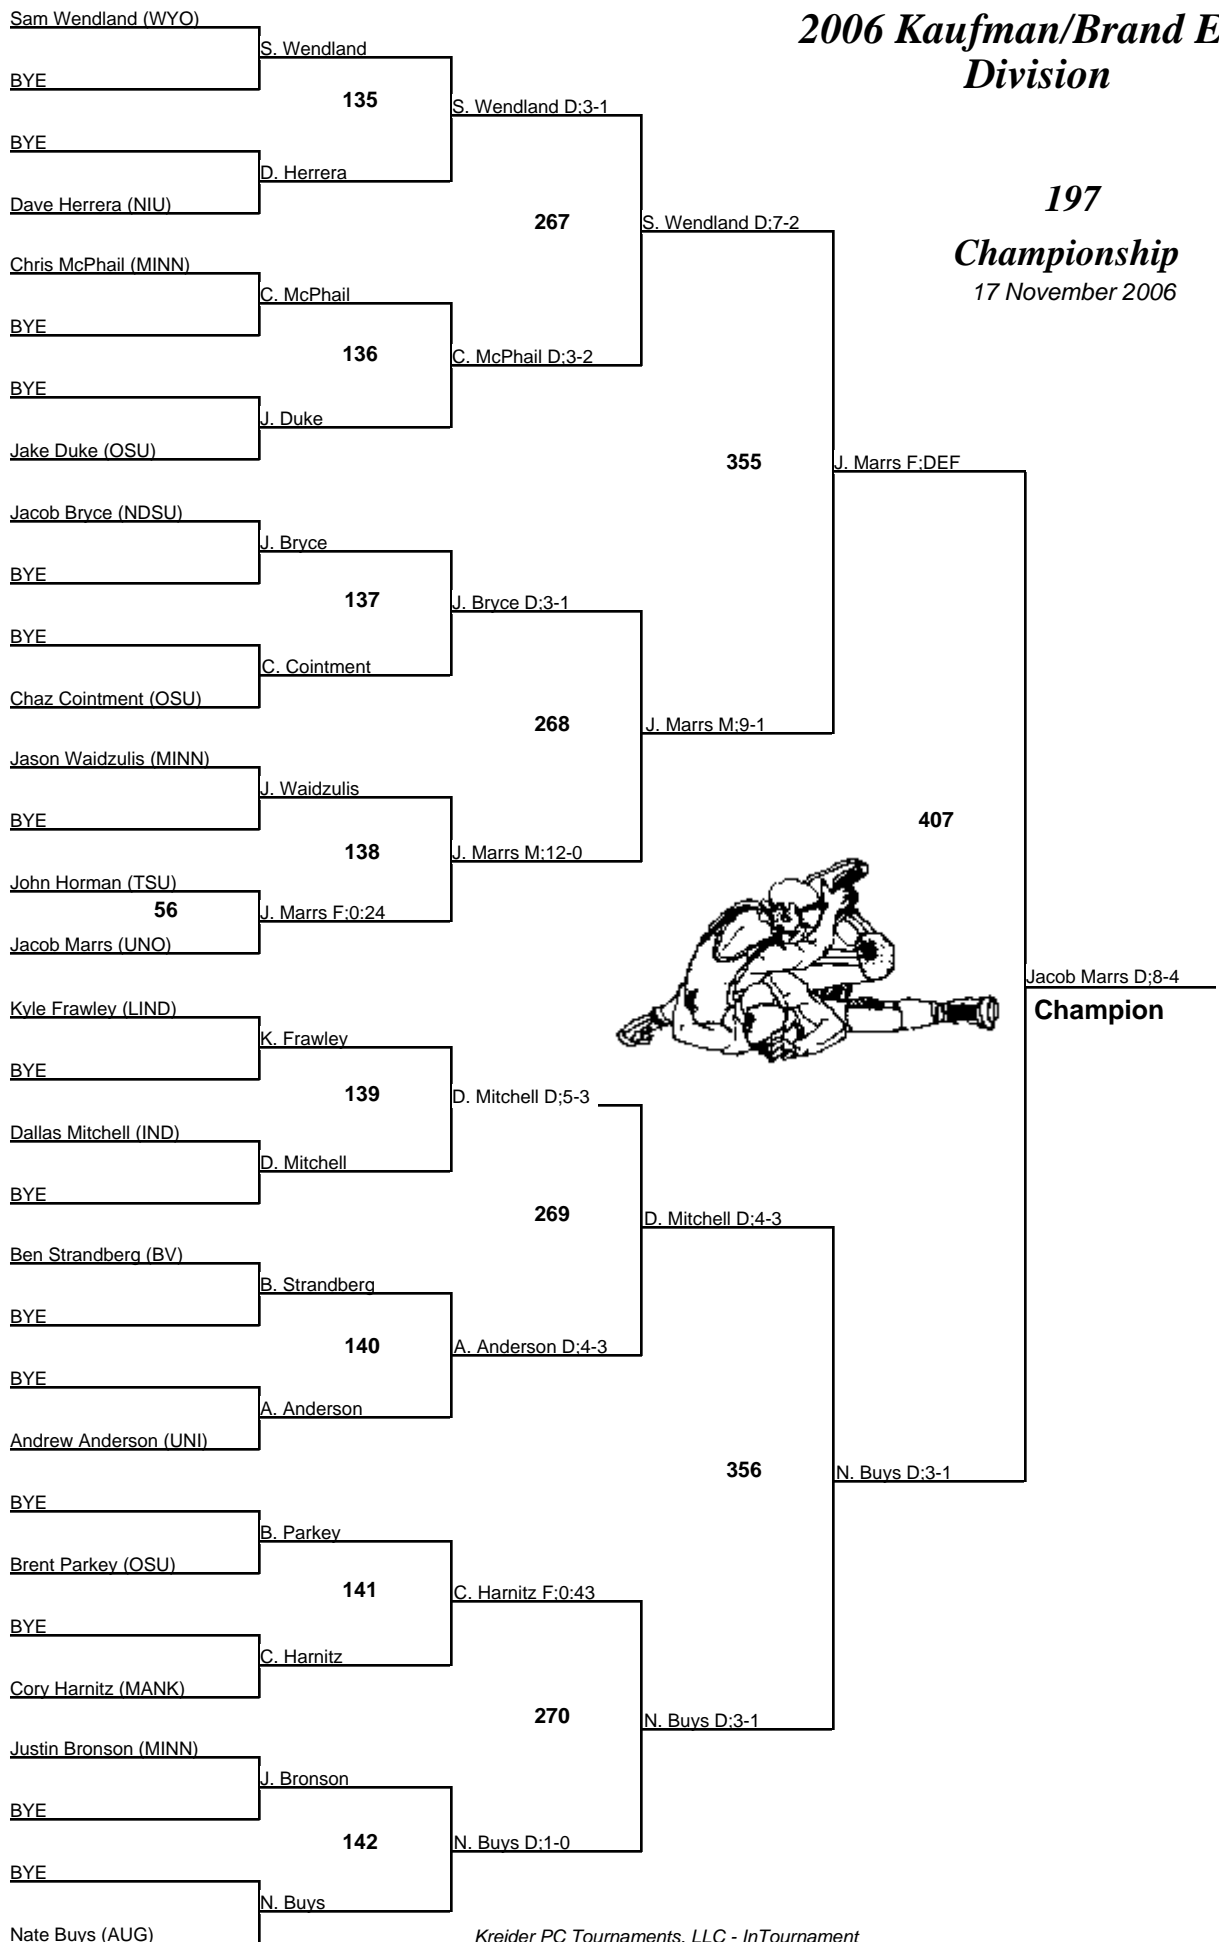 2006 Kaufman/Brand E
Division
197
Championship
17 November 2006
Sam Wendland (WYO)
BYE
BYE
Dave Herrera (NIU)
Chris McPhail (MINN)
BYE
BYE
Jake Duke (OSU)
Jacob Bryce (NDSU)
BYE
BYE
Chaz Cointment (OSU)
Jason Waidzulis (MINN)
BYE
John Horman (TSU)
56
Jacob Marrs (UNO)
Kyle Frawley (LIND)
BYE
Dallas Mitchell (IND)
BYE
Ben Strandberg (BV)
BYE
BYE
Andrew Anderson (UNI)
BYE
Brent Parkey (OSU)
BYE
Cory Harnitz (MANK)
Justin Bronson (MINN)
BYE
BYE
Nate Buys (AUG)
S. Wendland
135
D. Herrera
C. McPhail
136
J. Duke
J. Bryce
137
C. Cointment
J. Waidzulis
138
J. Marrs F;0:24
K. Frawley
139
D. Mitchell
B. Strandberg
140
A. Anderson
B. Parkey
141
C. Harnitz
J. Bronson
142
N. Buys
S. Wendland D;3-1
267
C. McPhail D;3-2
J. Bryce D;3-1
268
J. Marrs M;12-0
D. Mitchell D;5-3
269
A. Anderson D;4-3
C. Harnitz F;0:43
270
N. Buys D;1-0
S. Wendland D;7-2
355
J. Marrs M;9-1
D. Mitchell D;4-3
356
N. Buys D;3-1
J. Marrs F;DEF
407
N. Buys D;3-1
Jacob Marrs D;8-4
Champion
Kreider PC Tournaments, LLC - InTournament